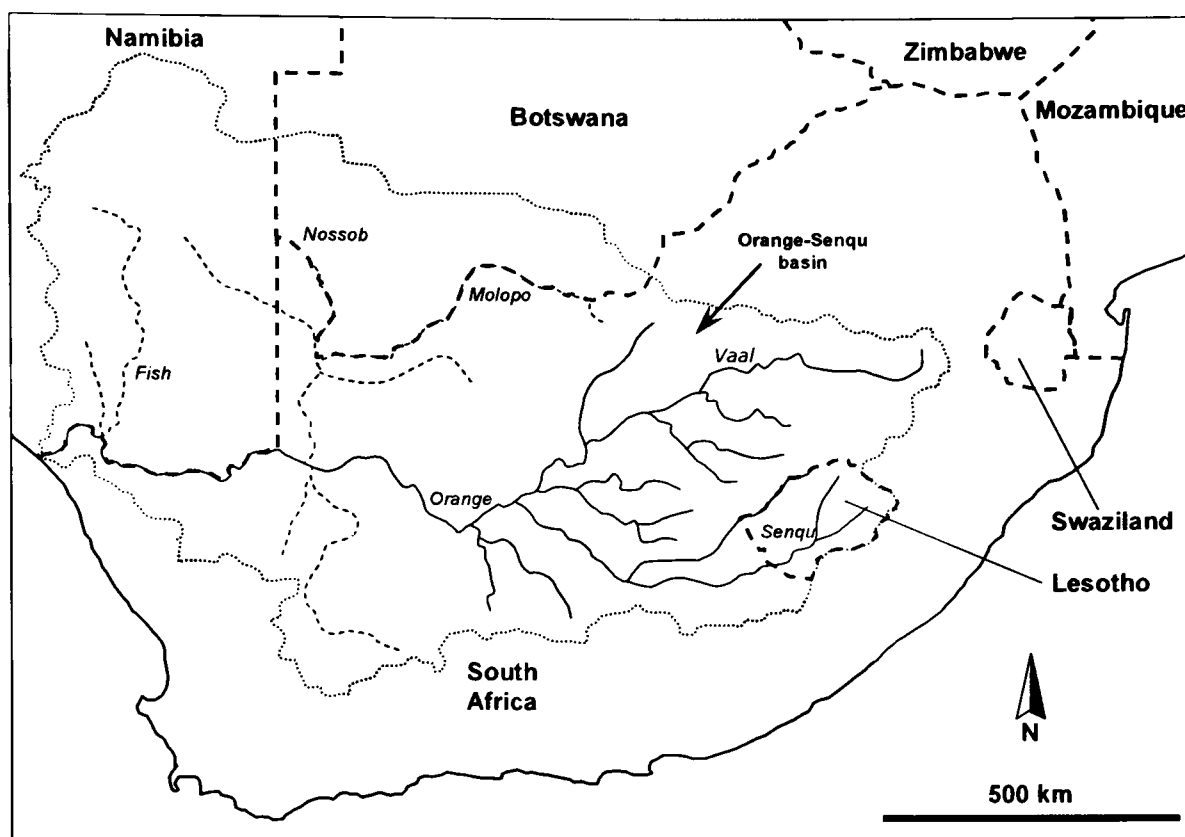 Namibia
Zimbabwe
Botswana
Mozambique
Nossob
Orange-Senqu
basin
Molopo
Vaal
Fish
Orange
Senqu
Swaziland
Lesotho
South
Africa
N
500 km